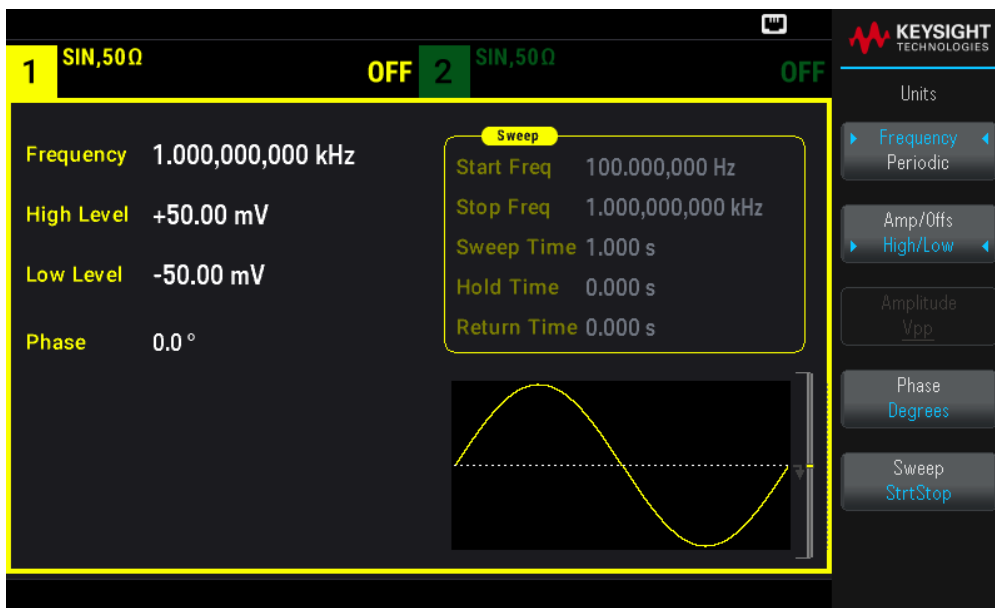 KEYSIGHT
TECHNOLOGIES
1 SIN,50Ω OFF
2 SIN,50Ω OFF
Frequency 1.000,000,000 kHz
High Level +50.00 mV
Low Level -50.00 mV
Phase 0.0 °
Sweep
Start Freq 100.000,000 Hz
Stop Freq 1.000,000,000 kHz
Sweep Time 1.000 s
Hold Time 0.000 s
Return Time 0.000 s
Units
Frequency
Periodic
Amp/Offs
High/Low
Amplitude
Vpp
Phase
Degrees
Sweep
StrtStop